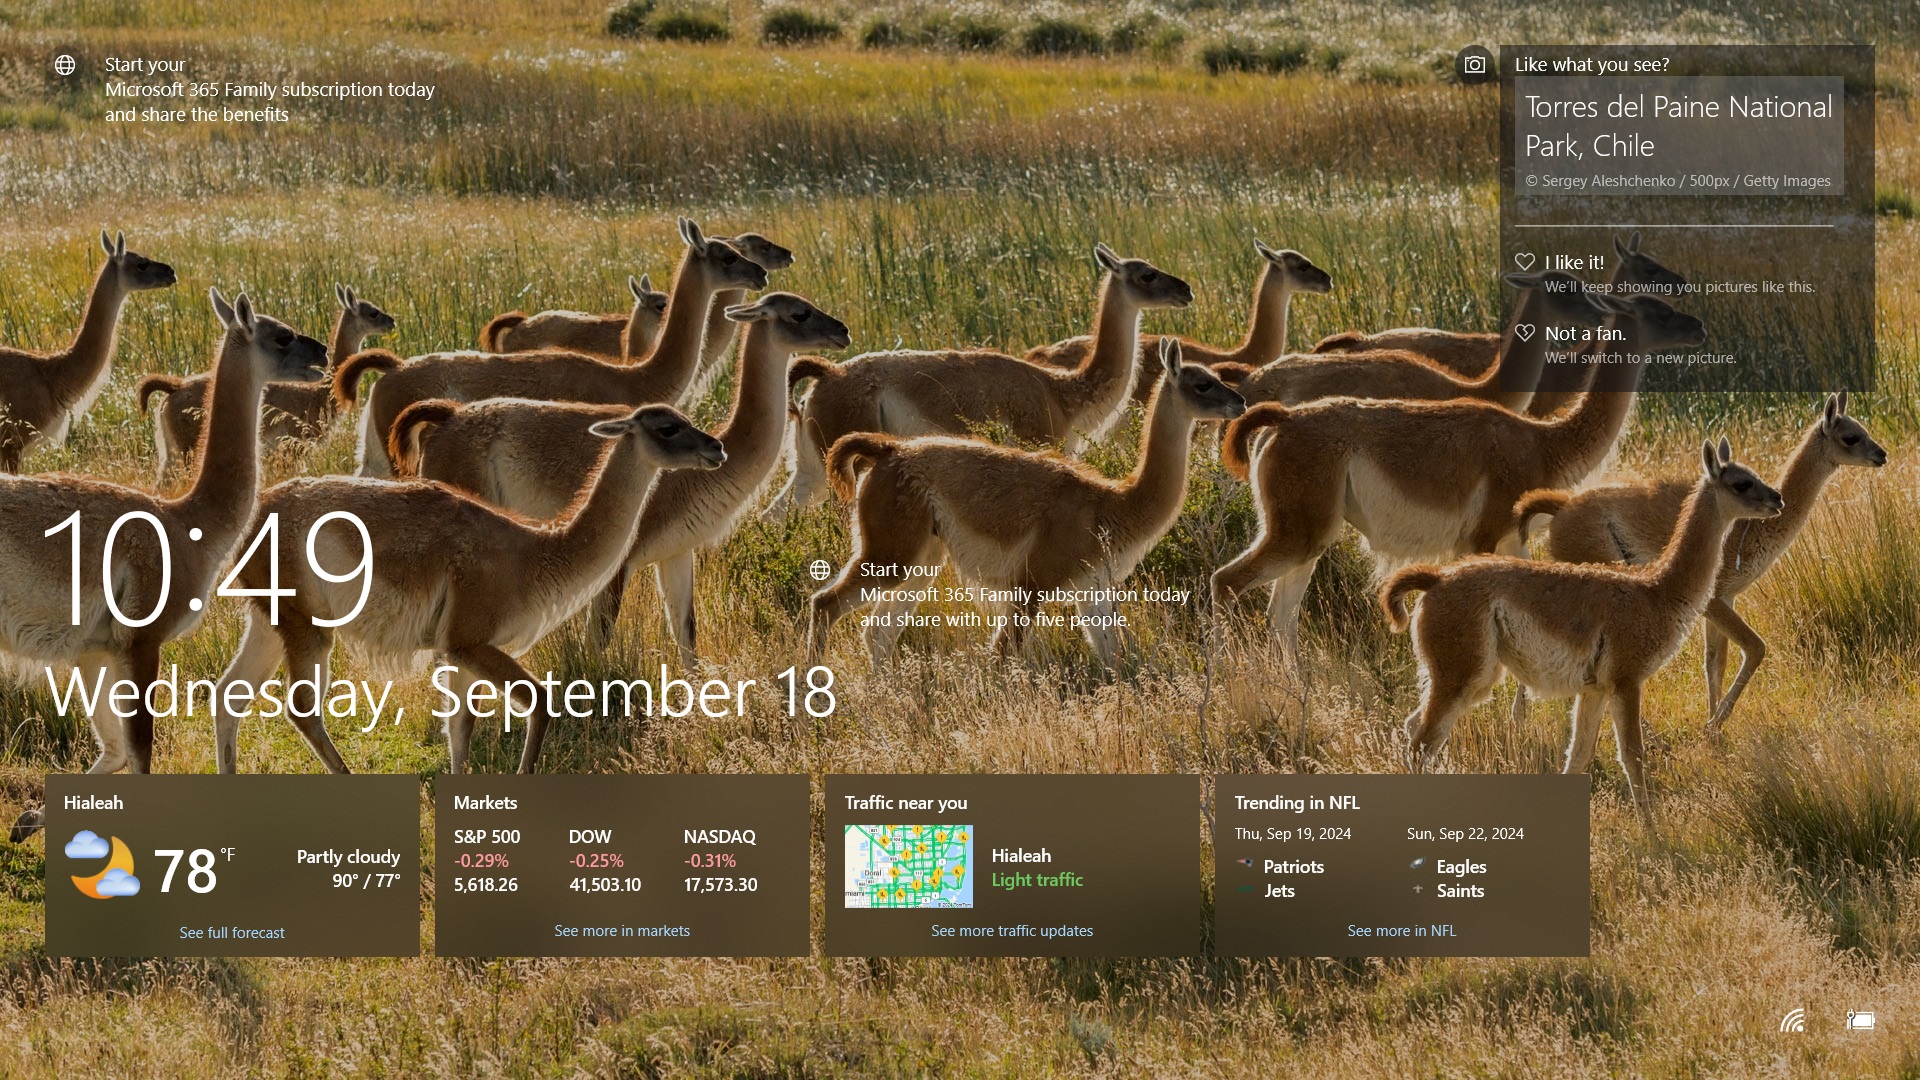 Start your
Microsoft 365 Family subscription today
and share the benefits
Like what you see?
Torres del Paine National
Park, Chile
© Sergey Aleshchenko / 500px / Getty Images
I like it!
We'll keep showing you pictures like this.
Not a fan.
We'll switch to a new picture.
10:49
Wednesday, September 18
Start your
Microsoft 365 Family subscription today
and share with up to five people.
Hialeah
78 °F
Partly cloudy
90° / 77°
See full forecast
Markets
S&P 500 DOW NASDAQ
-0.29% -0.25% -0.31%
5,618.26 41,503.10 17,573.30
See more in markets
Traffic near you
Doral
Hialeah
Light traffic
See more traffic updates
Trending in NFL
Thu, Sep 19, 2024 Sun, Sep 22, 2024
Patriots Eagles
Jets Saints
See more in NFL